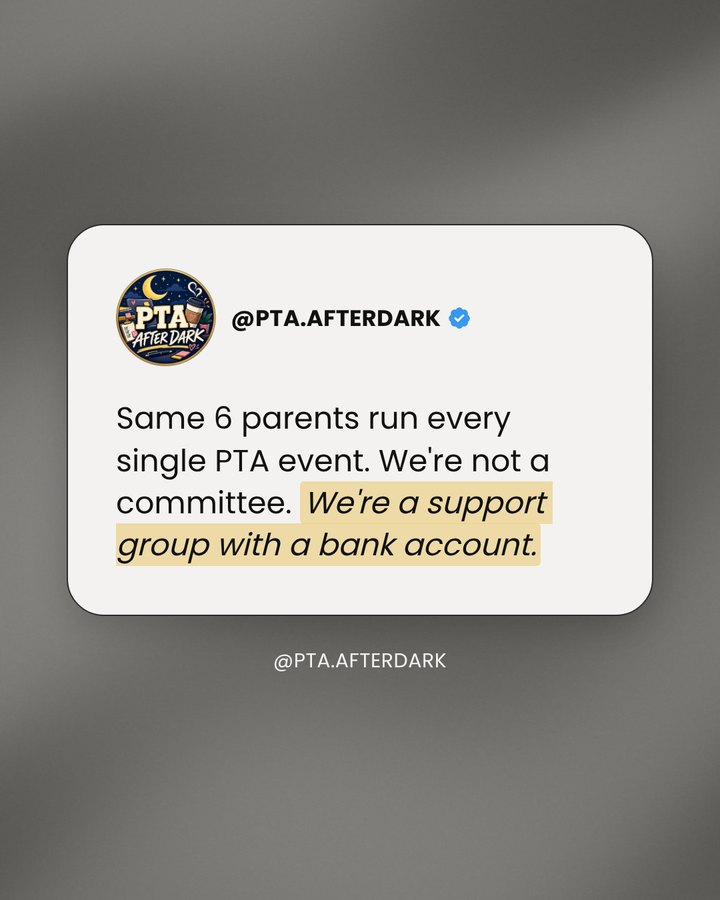 PTA
AFTER DARK
@PTA.AFTERDARK
Same 6 parents run every
single PTA event. We're not a
committee. We're a support
group with a bank account.
@PTA.AFTERDARK